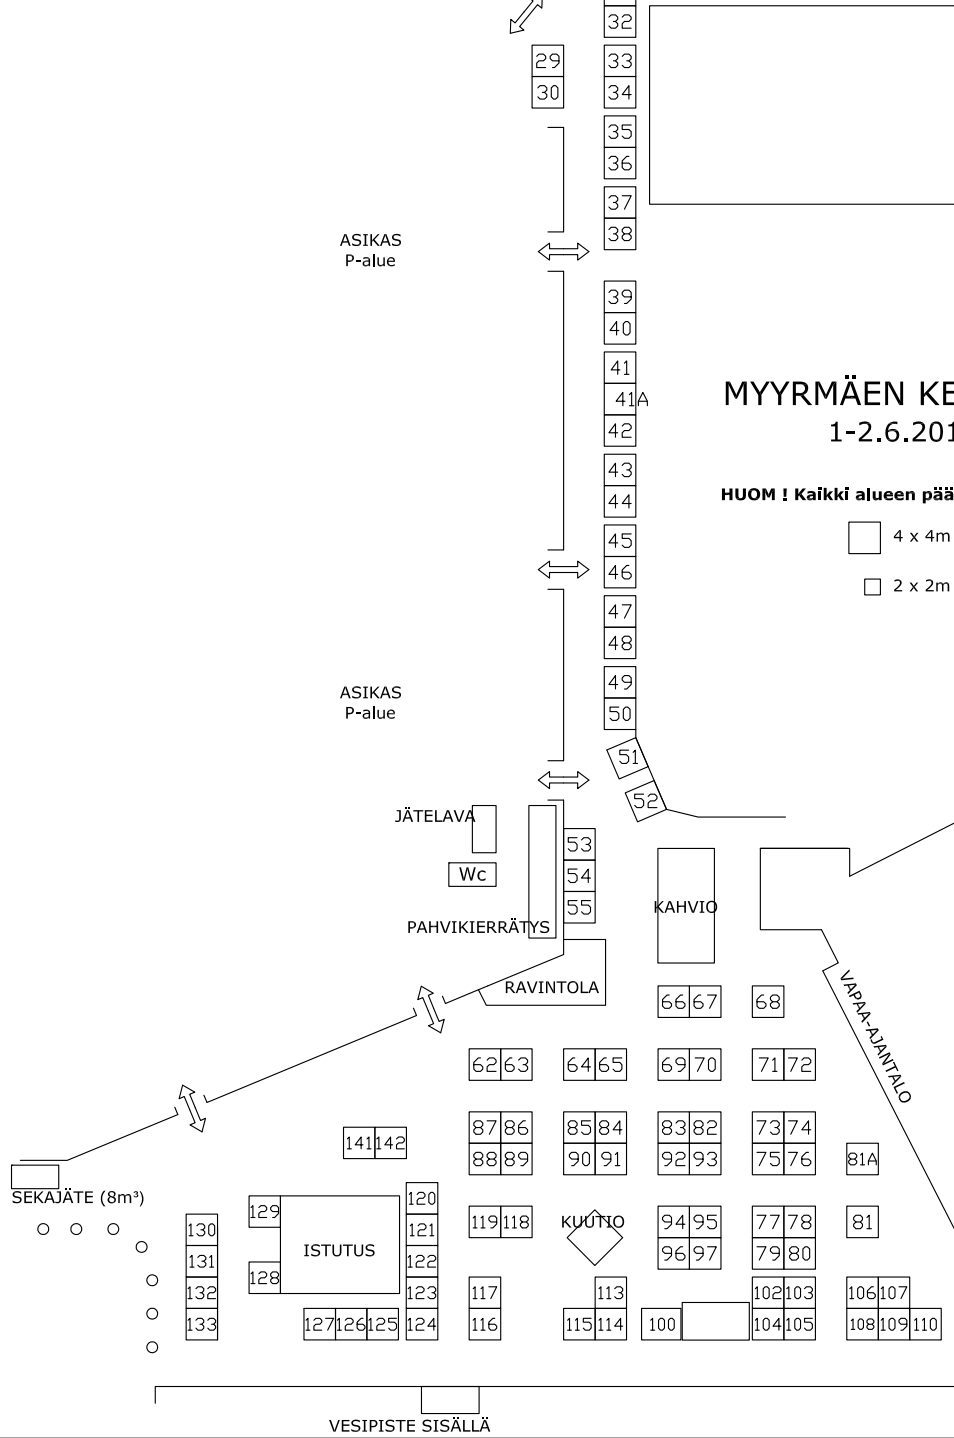 32
29 33
30 34
35
36
37
38
ASIKAS
P-alue
39
40
41
41A
42
MYYRMÄEN KE
1-2.6.201
43
44
HUOM ! Kaikki alueen pää
4 x 4m
45
46
2 x 2m
47
48
49
50
ASIKAS
P-alue
51
52
JÄTELAVA
53
54
55
Wc
PAHVIKIERRÄTYS
KAHVIO
RAVINTOLA
66 67 68
VAPAA-AJANTALO
62 63 64 65 69 70 71 72
87 86 85 84 83 82 73 74
141 142
88 89 90 91 92 93 75 76 81A
SEKAJÄTE (8m³)
120
129
130 121 119 118 KUUTIO 94 95 77 78 81
ISTUTUS
131 122 96 97 79 80
128
132 123 117 113 102 103 106 107
133 127 126 125 124 116 115 114 100 104 105 108 109 110
VESIPISTE SISÄLLÄ